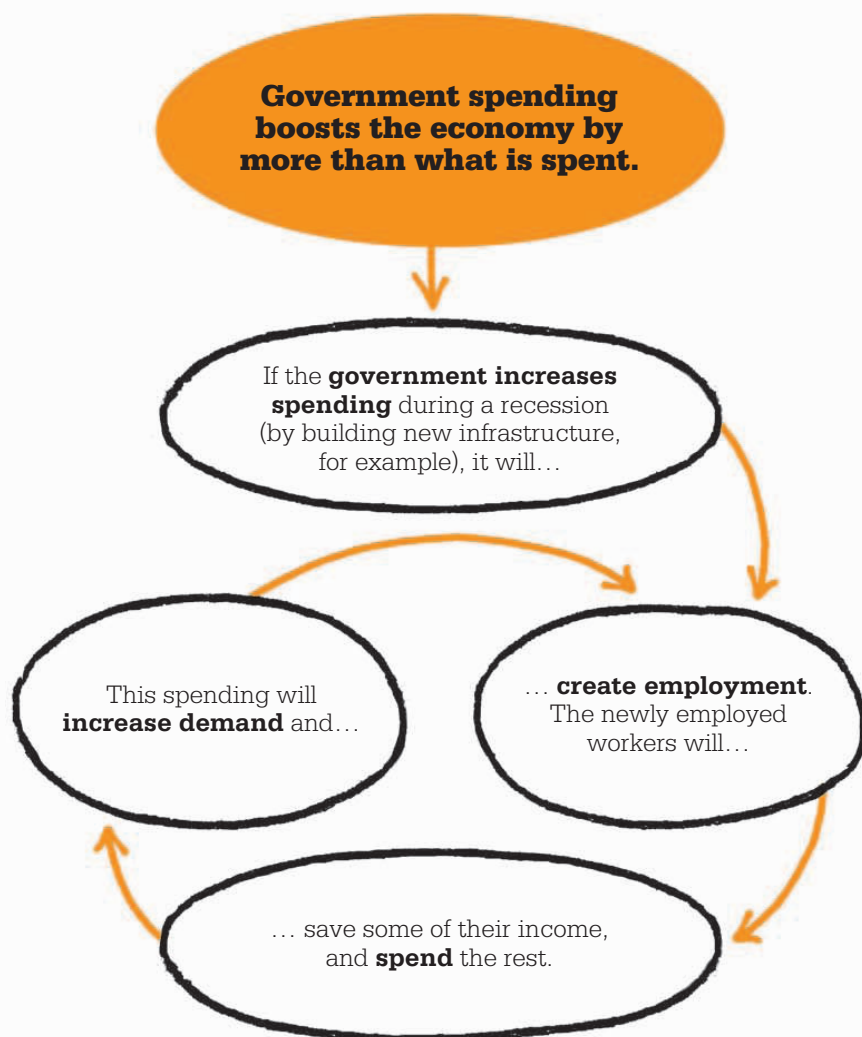 Government spending
boosts the economy by
more than what is spent.
If the government increases
spending during a recession
(by building new infrastructure,
for example), it will…
… create employment.
The newly employed
workers will…
… save some of their income,
and spend the rest.
This spending will
increase demand and…